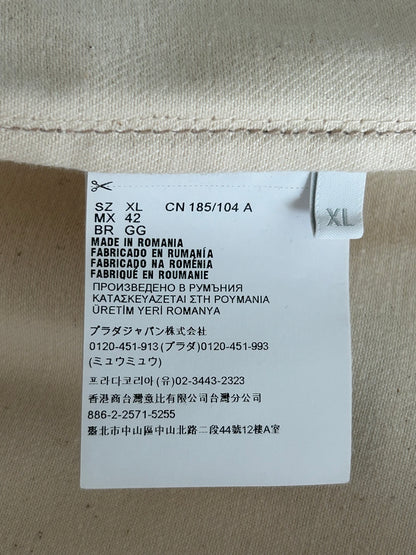 SZ XL CN 185/104 A
MX 42
BR GG
MADE IN ROMANIA
FABRICADO EN RUMANÍA
FABRICADO NA ROMÊNIA
FABRIQUÉ EN ROUMANIE
ПРОИЗВЕДЕНО В РУМЪНИЯ
ΚΑΤΑΣΚΕΥΑΖΕΤΑΙ ΣΤΗ ΡΟΥΜΑΝΙΑ
ÜRETİM YERİ ROMANYA
プラダジャパン株式会社
0120-451-913 (プラダ) 0120-451-993
(ミュウミュウ)
프라다코리아 (유) 02-3443-2323
香港商台灣意比有限公司台灣分公司
886-2-2571-5255
臺北市中山區中山北路二段44號12樓A室
XL